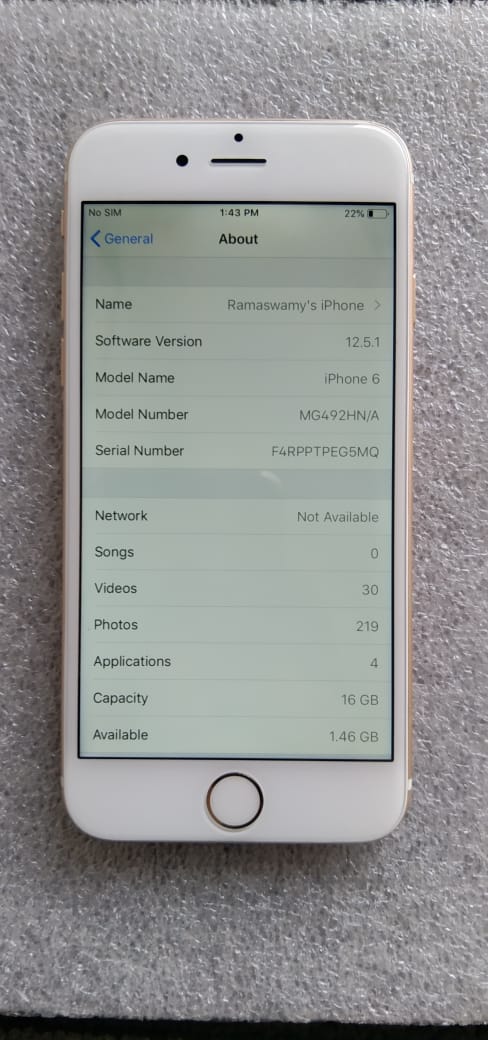 No SIM 1:43 PM 22%
General About
Name Ramaswamy's iPhone
Software Version 12.5.1
Model Name iPhone 6
Model Number MG492HN/A
Serial Number F4RPPTPEG5MQ
Network Not Available
Songs 0
Videos 30
Photos 219
Applications 4
Capacity 16 GB
Available 1.46 GB